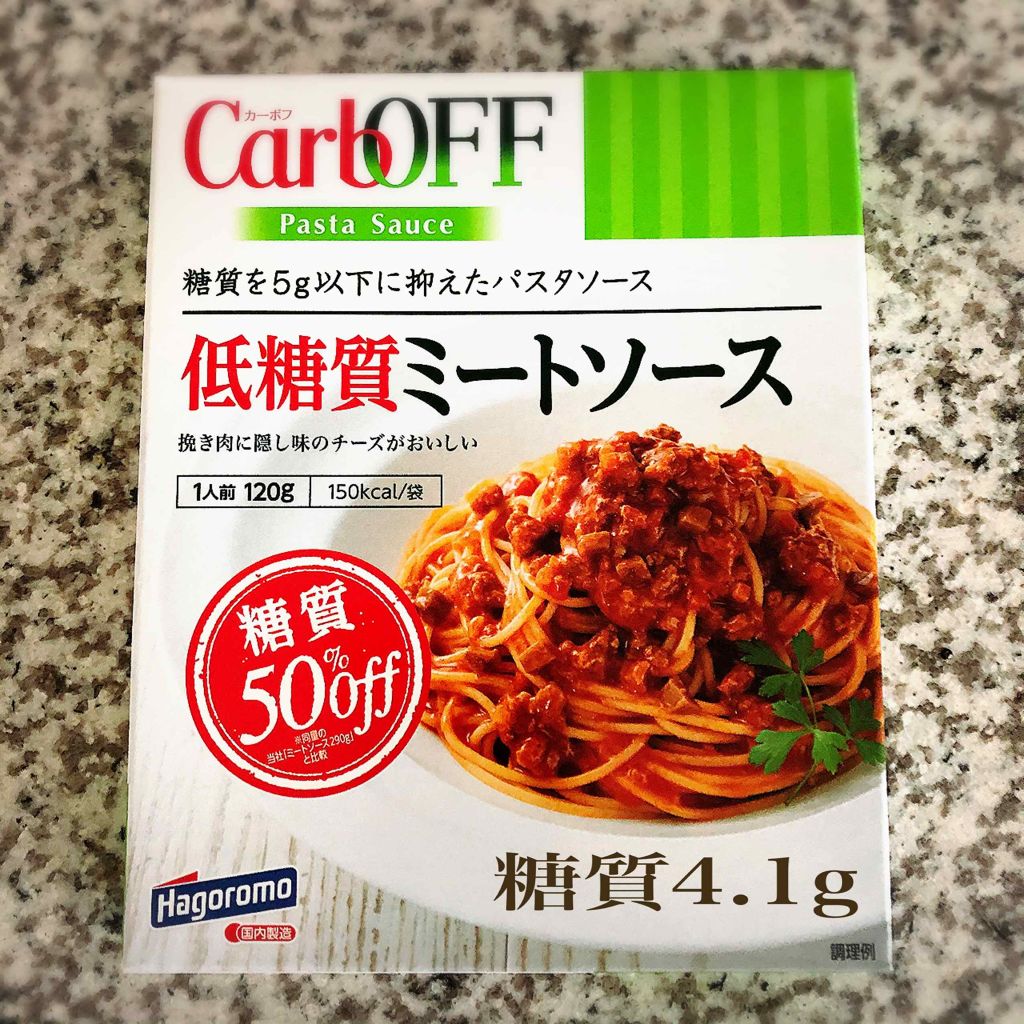 カーボフ
CarbOFF
Pasta Sauce
糖質を5g以下に抑えたパスタソース
低糖質ミートソース
挽き肉に隠し味のチーズがおいしい
1人前 120g 150kcal/袋
糖質
50%off
※同量の
当社「ミートソース290g」
と比較
糖質4.1g
Hagoromo
国内製造
調理例